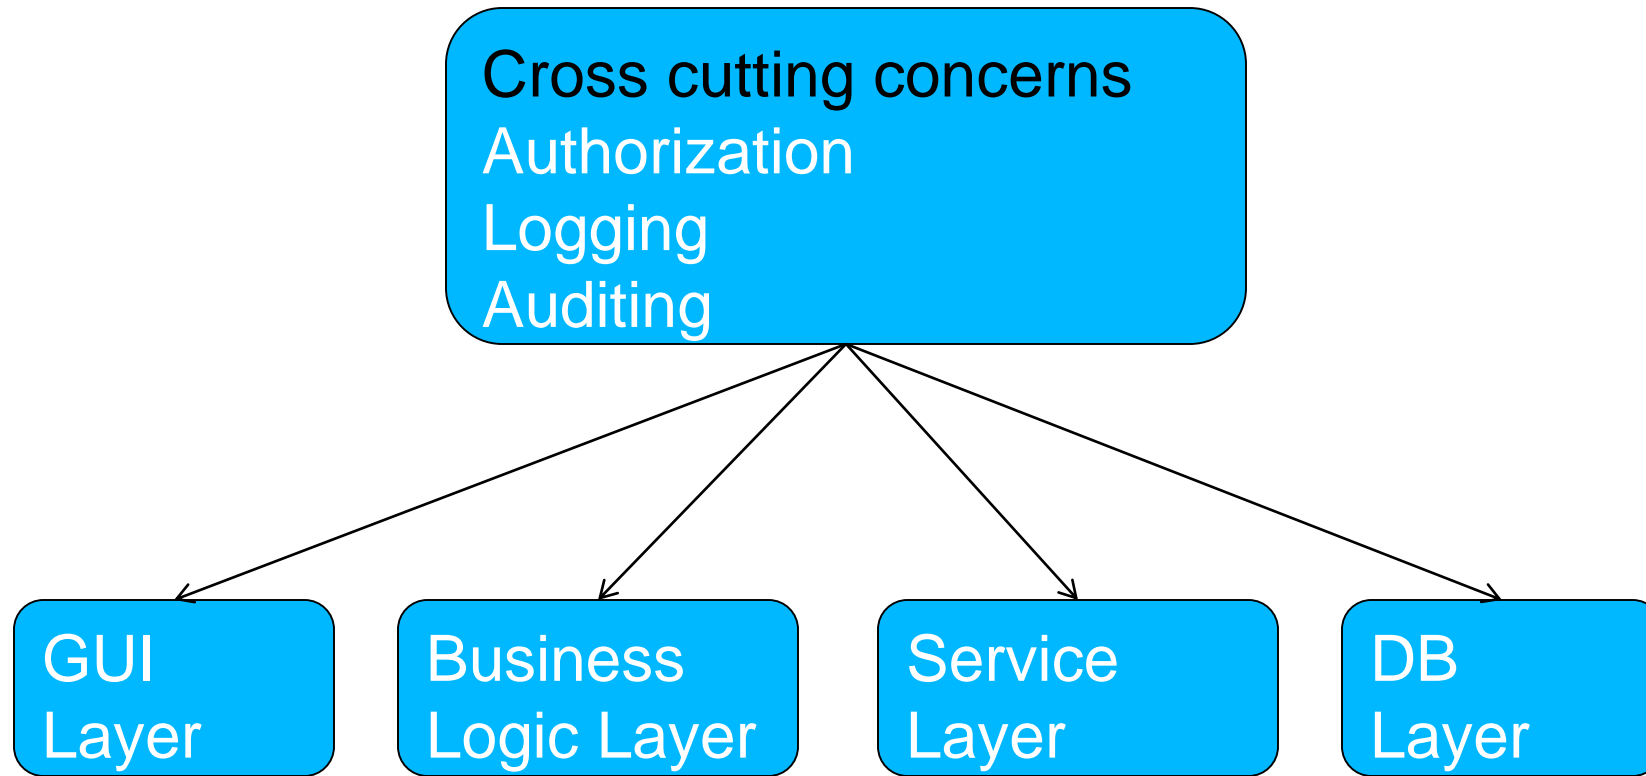 Cross cutting concerns
Authorization
Logging
Auditing
GUI
Layer
Business
Logic Layer
Service
Layer
DB
Layer